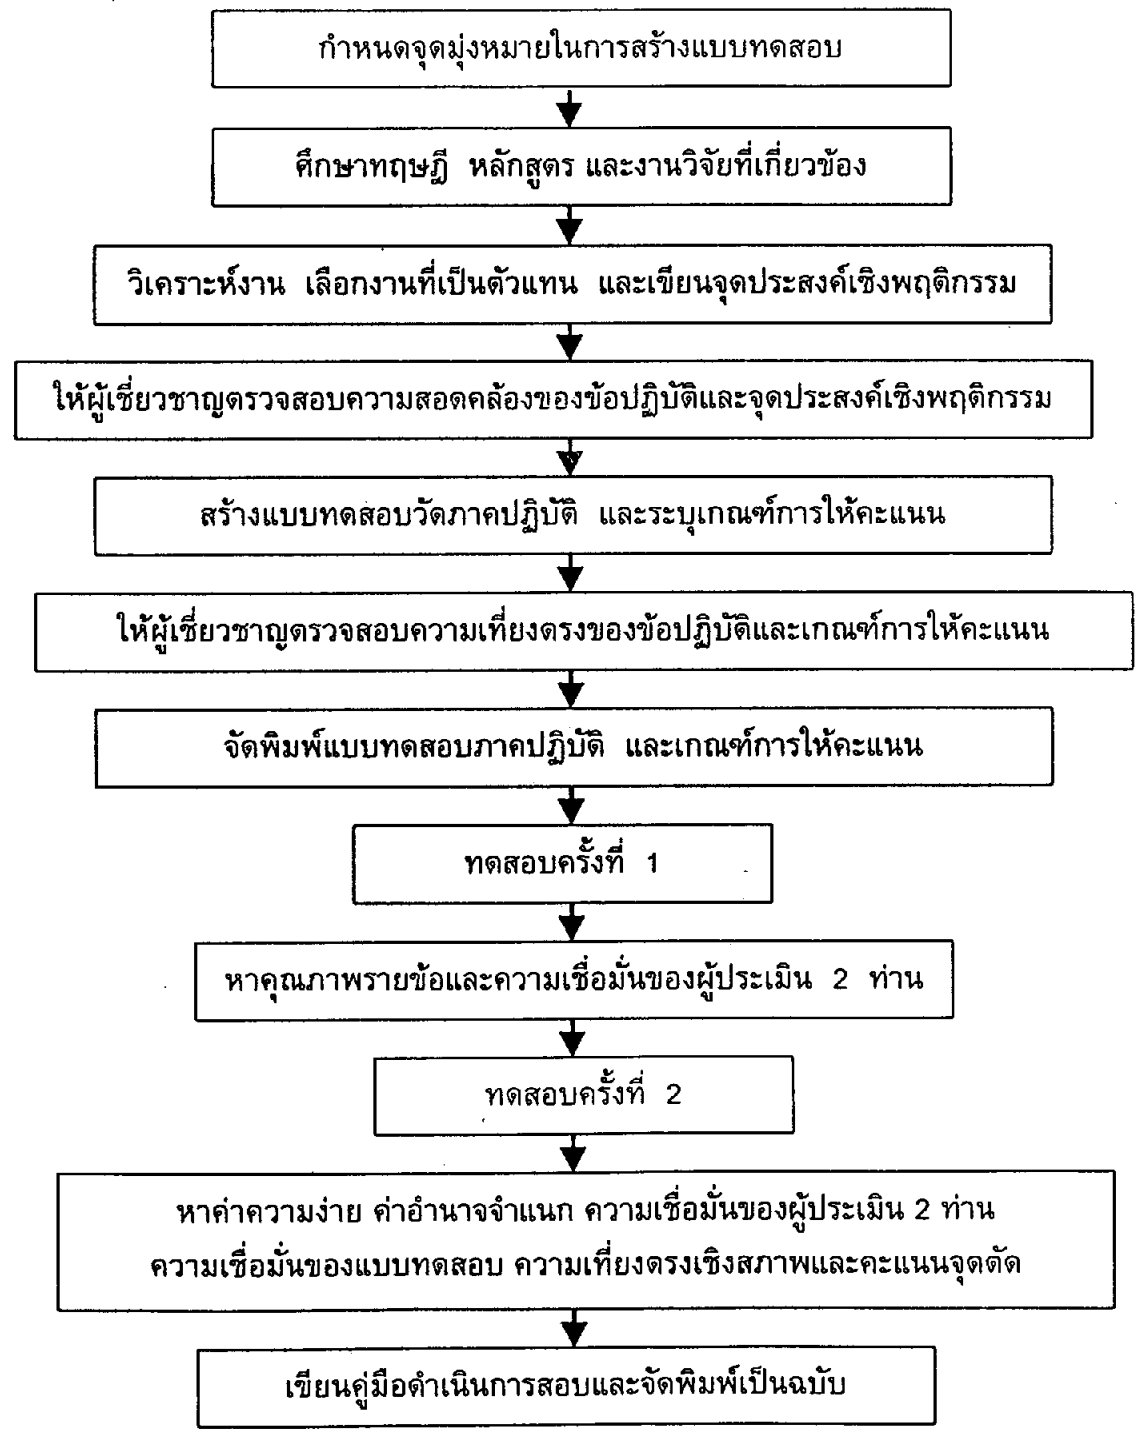 กำหนดจุดมุ่งหมายในการสร้างแบบทดสอบ
ศึกษาทฤษฎี หลักสูตร และงานวิจัยที่เกี่ยวข้อง
วิเคราะห์งาน เลือกงานที่เป็นตัวแทน และเขียนจุดประสงค์เชิงพฤติกรรม
ให้ผู้เชี่ยวชาญตรวจสอบความสอดคล้องของข้อปฏิบัติและจุดประสงค์เชิงพฤติกรรม
สร้างแบบทดสอบวัดภาคปฏิบัติ และระบุเกณฑ์การให้คะแนน
ให้ผู้เชี่ยวชาญตรวจสอบความเที่ยงตรงของข้อปฏิบัติและเกณฑ์การให้คะแนน
จัดพิมพ์แบบทดสอบภาคปฏิบัติ และเกณฑ์การให้คะแนน
ทดสอบครั้งที่ 1
หาคุณภาพรายข้อและความเชื่อมั่นของผู้ประเมิน 2 ท่าน
ทดสอบครั้งที่ 2
หาค่าความง่าย ค่าอำนาจจำแนก ความเชื่อมั่นของผู้ประเมิน 2 ท่าน
ความเชื่อมั่นของแบบทดสอบ ความเที่ยงตรงเชิงสภาพและคะแนนจุดตัด
เขียนคู่มือดำเนินการสอบและจัดพิมพ์เป็นฉบับ